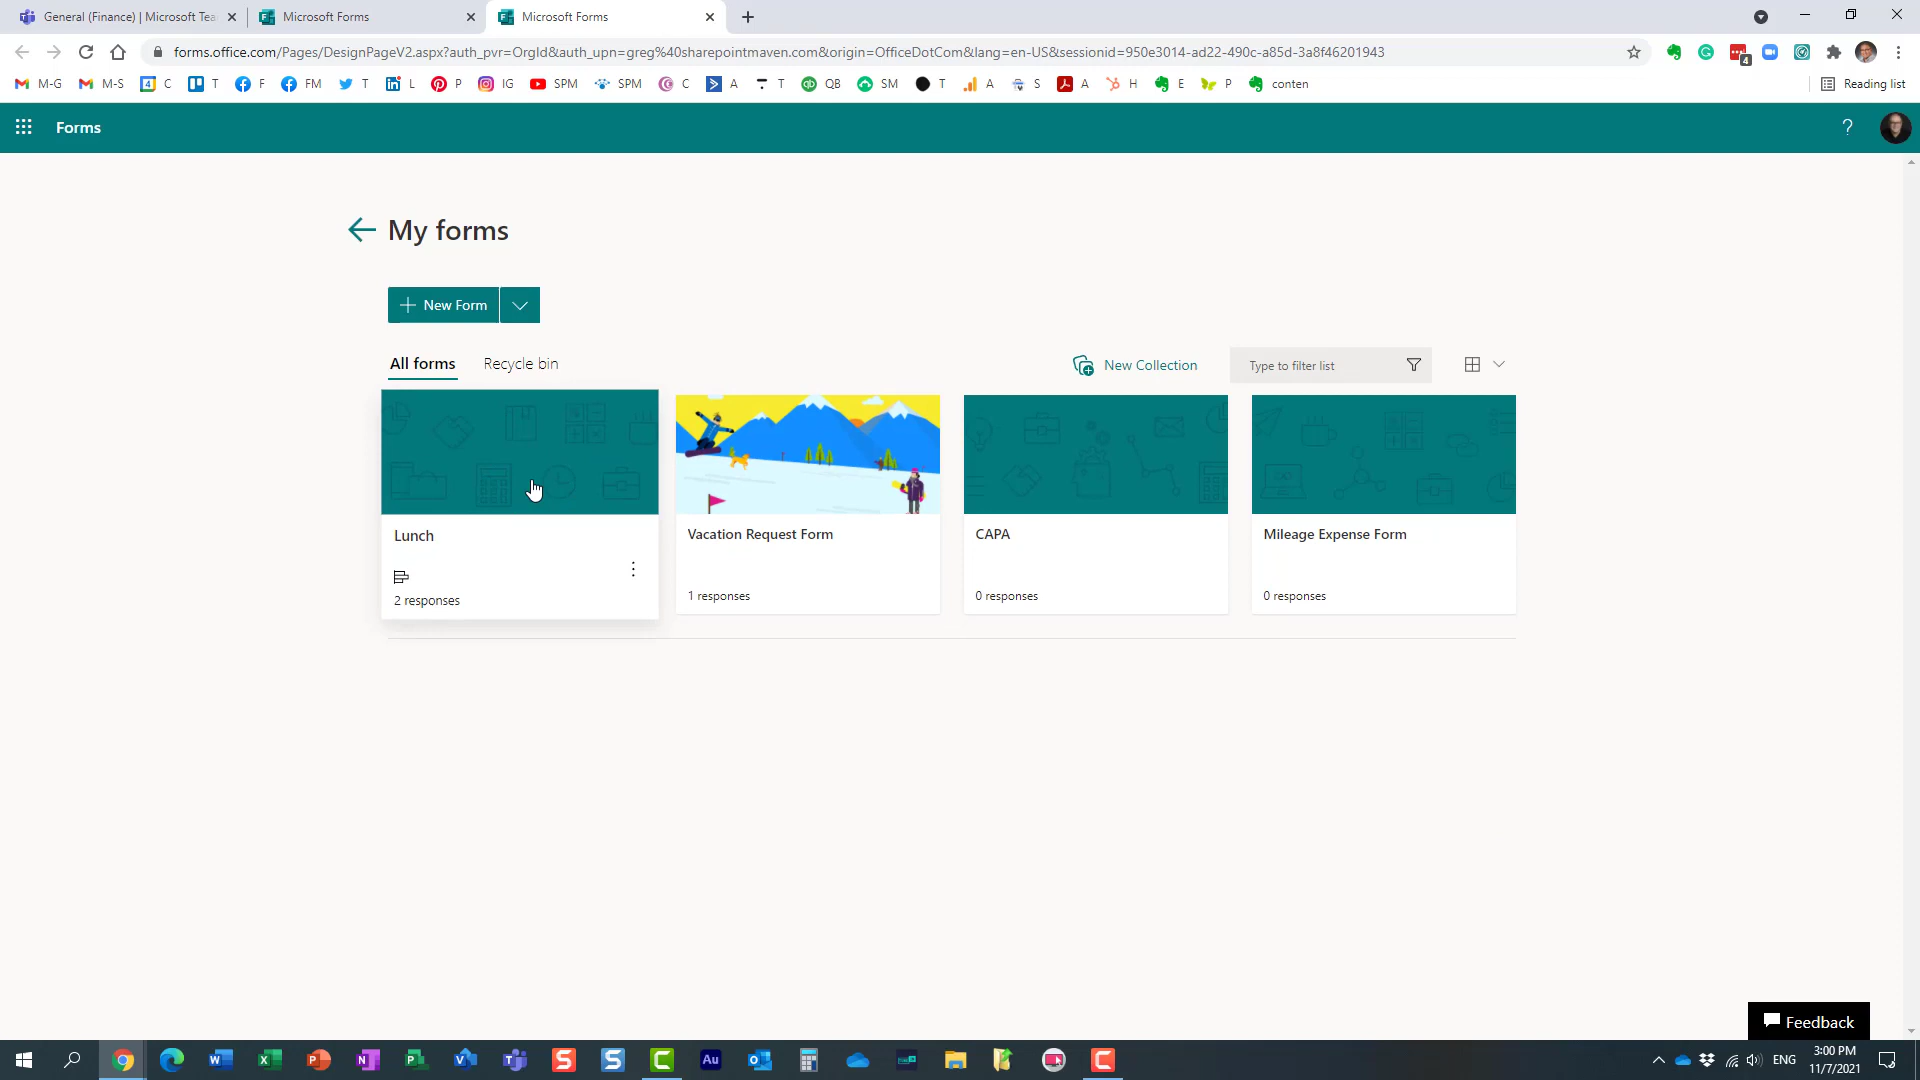 General (Finance) | Microsoft Tea
Microsoft Forms
Microsoft Forms
forms.office.com/Pages/DesignPageV2.aspx?auth_pvr=OrgId&auth_upn=greg%40sharepointmaven.com&origin=OfficeDotCom&lang=en-US&sessionid=950e3014-ad22-490c-a85d-3a8f46201943
4
M-G M-S C T F FM T L P IG SPM SPM C A T QB SM T A S A H E P conten Reading list
Forms
?
My forms
New Form
All forms Recycle bin New Collection Type to filter list
Lunch
2 responses
Vacation Request Form
1 responses
CAPA
0 responses
Mileage Expense Form
0 responses
Feedback
ENG
3:00 PM
11/7/2021